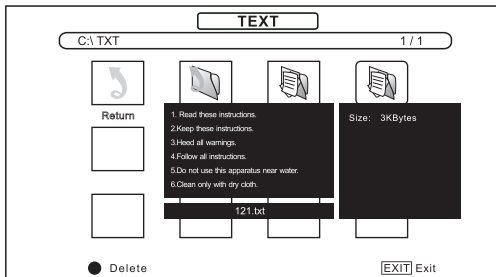 TEXT
C:\ TXT 1 / 1
Return
1. Read these instructions.
2.Keep these instructions.
3.Heed all warnings.
4.Follow all instructions.
5.Do not use this apparatus near water.
6.Clean only with dry cloth.
Size: 3KBytes
121.txt
Delete
EXIT Exit